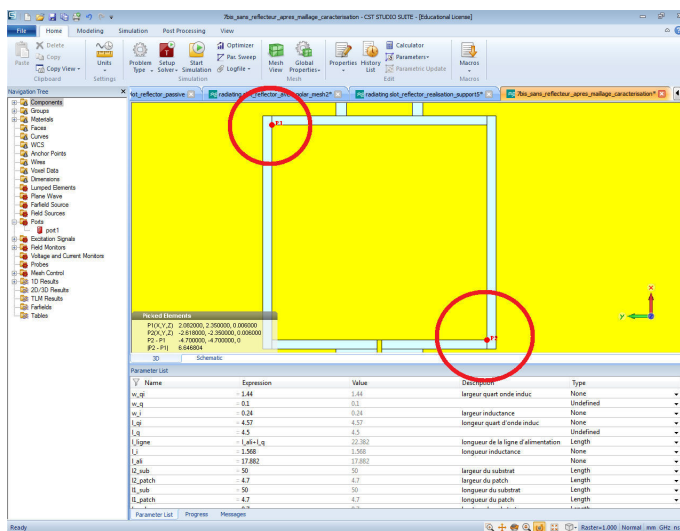 7bis_sans_reflecteur_apres_maillage_caracterisation* - CST STUDIO SUITE - [Educational License]
File Home Modeling Simulation Post Processing View
Paste
Delete
Copy
Copy View
Clipboard
Units
Settings
Problem Type
Setup Solver
Start Simulation
Optimizer
Par. Sweep
Logfile
Simulation
Mesh View
Global Properties
Mesh
Properties
History List
Calculator
Parameters
Parametric Update
Edit
Macros
Macros
Navigation Tree
Components
Groups
Materials
Faces
Curves
WCS
Anchor Points
Wires
Voxel Data
Dimensions
Lumped Elements
Plane Wave
Farfield Source
Field Sources
Ports
port1
Excitation Signals
Field Monitors
Voltage and Current Monitors
Probes
Mesh Control
1D Results
2D/3D Results
TLM Results
Farfields
Tables
radiating slot_reflector_realsation_support5*
7bis_sans_reflecteur_apres_maillage_caracterisation*
P1
P2
x
y
Picked Elements
P1(X,Y,Z) 2.082000, 2.350000, 0.006000
P2(X,Y,Z) -2.618000, -2.350000, 0.006000
P2 - P1 -4.700000, -4.700000, 0
|P2 - P1| 6.646804
3D Schematic
Parameter List
Name Expression Value Description Type
w_qi = 1.44 1.44 largeur quart onde induc None
w_q = 0.1 0.1 Undefined
w_i = 0.24 0.24 largeur inductance None
l_qi = 4.57 4.57 longeur quart d'onde induc None
l_q = 4.5 4.5 Undefined
l_ligne = l_ali+l_q 22.382 longueur de la ligne d'alimentation Length
l_i = 1.568 1.568 longueur inductance None
l_ali = 17.882 17.882 None
l2_sub = 50 50 largeur du substrat Length
l2_patch = 4.7 4.7 largeur du patch Length
l1_sub = 50 50 longueur du substrat Length
l1_patch = 4.7 4.7 longueur du patch Length
Parameter List Progress Messages
Ready
Raster=1.000 Normal mm GHz ns